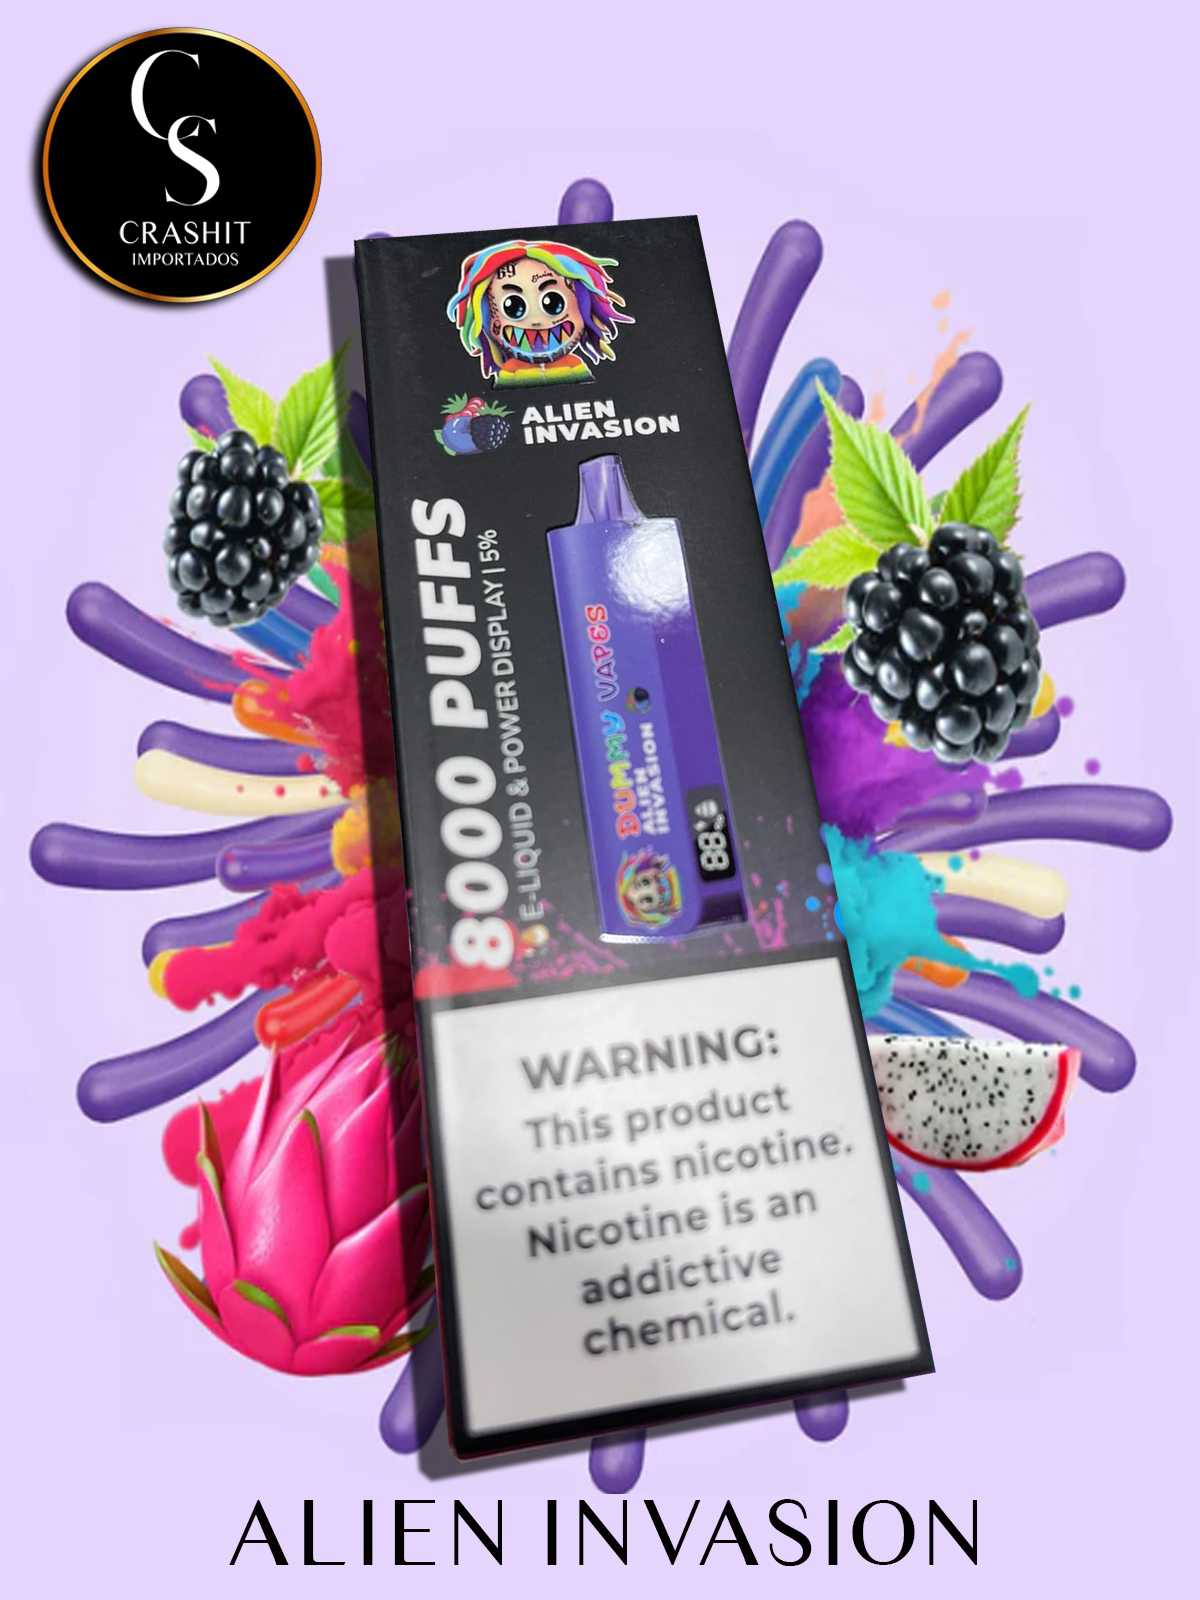 CS
CRASHIT
IMPORTADOS
69
ALIEN
INVASION
8000 PUFFS
E-LIQUID & POWER DISPLAY | 5%
DUMMY VAPES
ALIEN
INVASION
88%
WARNING:
This product
contains nicotine.
Nicotine is an
addictive
chemical.
ALIEN INVASION